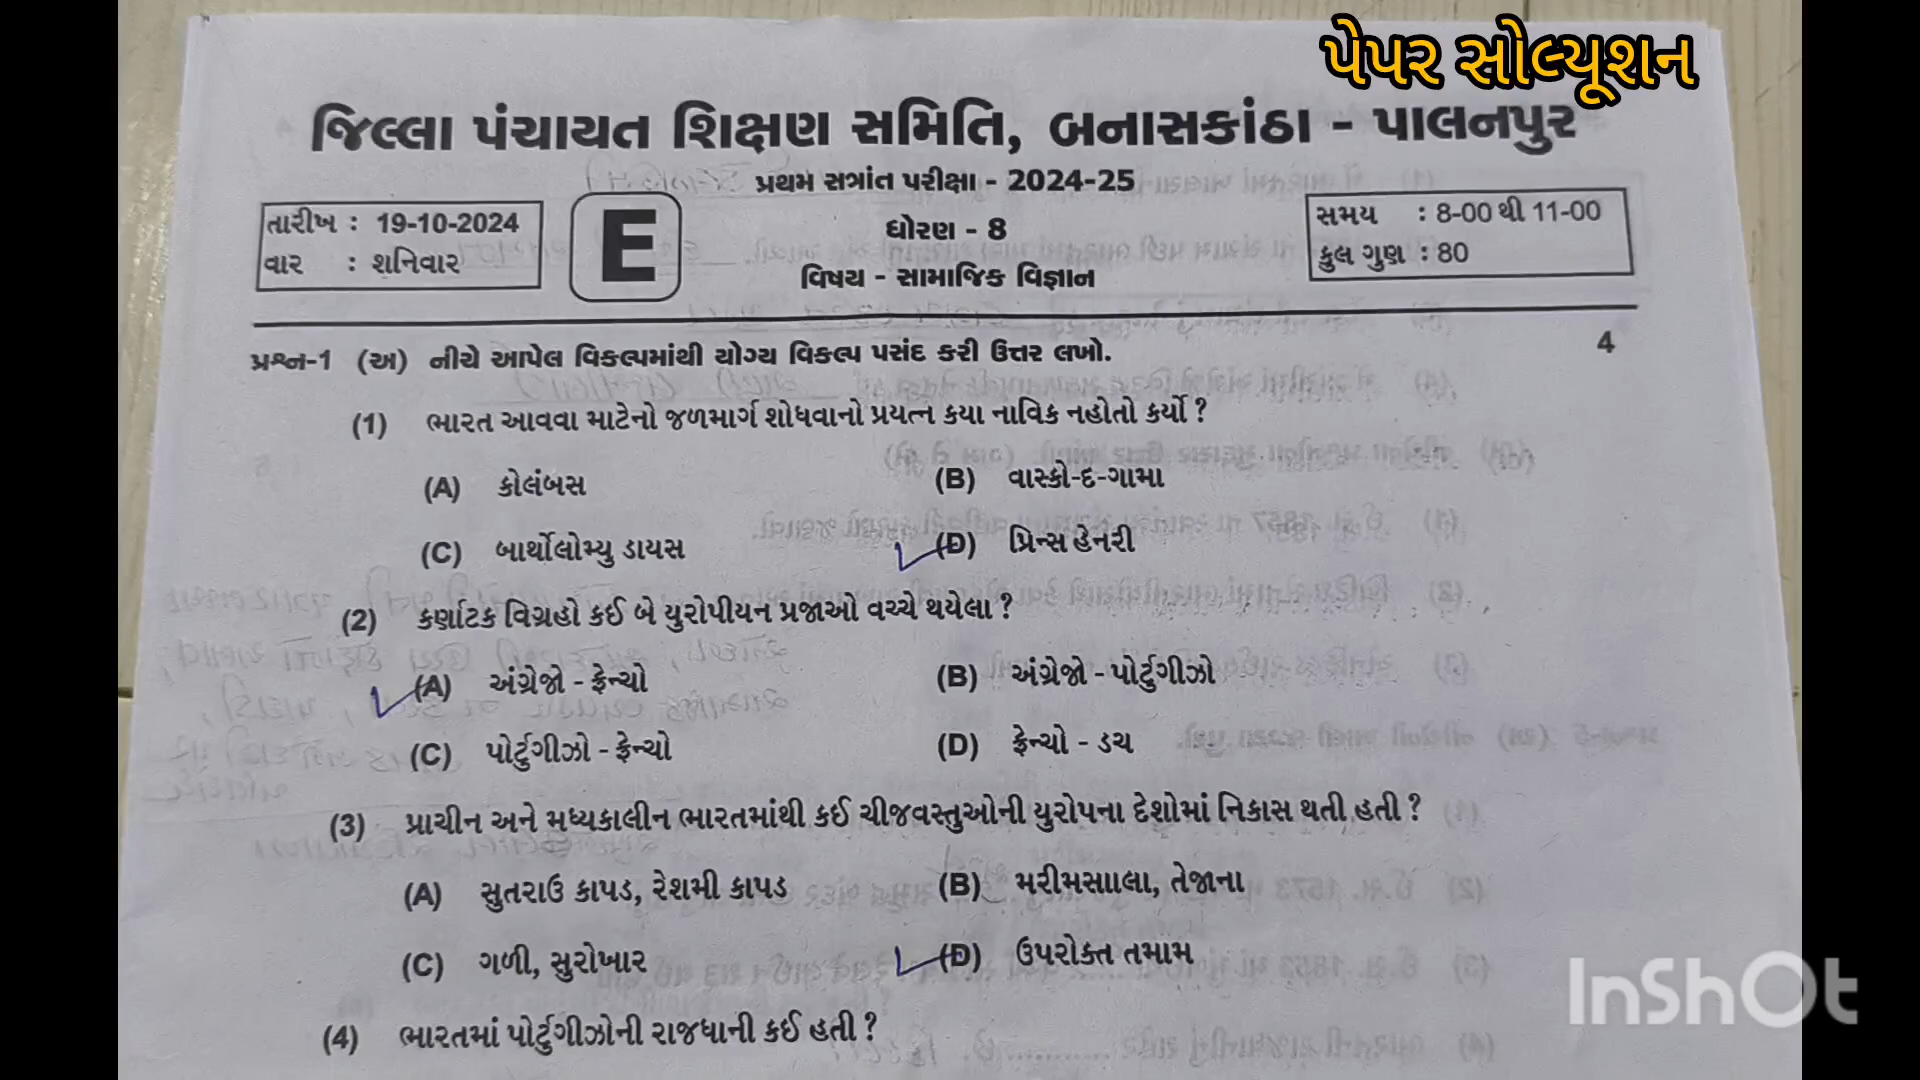 પેપર સોલ્યૂશન
જિલ્લા પંચાયત શિક્ષણ સમિતિ, બનાસકાંઠા - પાલનપુર
પ્રથમ સત્રાંત પરીક્ષા - 2024-25
તારીખ : 19-10-2024
વાર : શનિવાર
E
ધોરણ - 8
વિષય - સામાજિક વિજ્ઞાન
સમય : 8-00 થી 11-00
કુલ ગુણ : 80
પ્રશ્ન-1 (અ) નીચે આપેલ વિકલ્પમાંથી યોગ્ય વિકલ્પ પસંદ કરી ઉત્તર લખો. 4
(1) ભારત આવવા માટેનો જળમાર્ગ શોધવાનો પ્રયત્ન કયા નાવિક નહોતો કર્યો ?
(A) કોલંબસ (B) વાસ્કો-દ-ગામા
(C) બાર્થોલોમ્યુ ડાયસ (D) પ્રિન્સ હેનરી
(2) કર્ણાટક વિગ્રહો કઈ બે યુરોપીયન પ્રજાઓ વચ્ચે થયેલા ?
(A) અંગ્રેજો - ફ્રેન્ચો (B) અંગ્રેજો - પોર્ટુગીઝો
(C) પોર્ટુગીઝો - ફ્રેન્ચો (D) ફ્રેન્ચો - ડચ
(3) પ્રાચીન અને મધ્યકાલીન ભારતમાંથી કઈ ચીજવસ્તુઓની યુરોપના દેશોમાં નિકાસ થતી હતી ?
(A) સુતરાઉ કાપડ, રેશમી કાપડ (B) મરીમસાાલા, તેજાના
(C) ગળી, સુરોખાર (D) ઉપરોક્ત તમામ
(4) ભારતમાં પોર્ટુગીઝોની રાજધાની કઈ હતી ?
InShOt